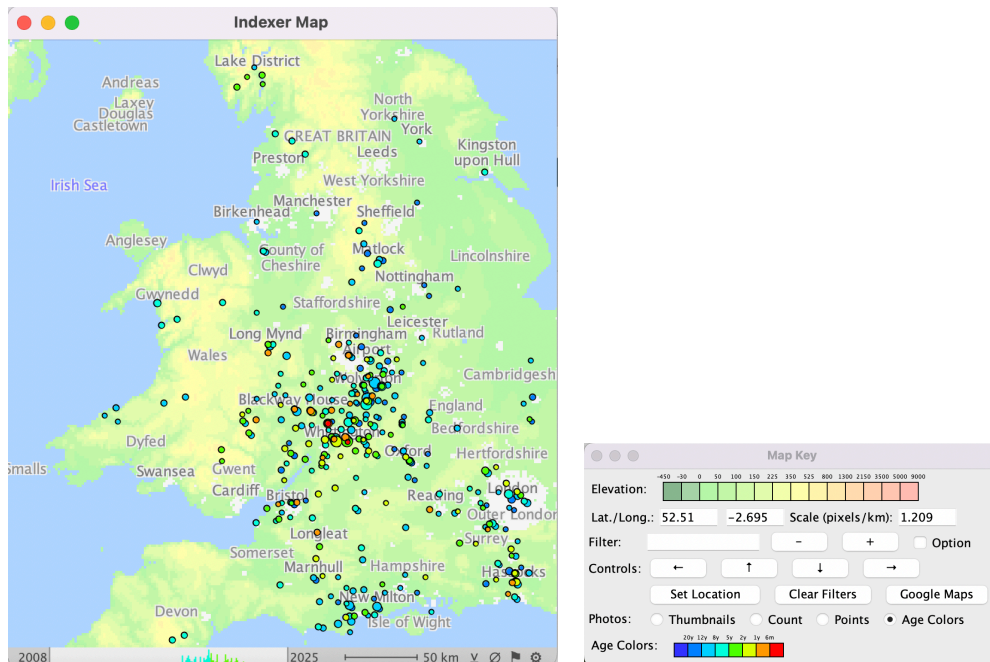 Indexer Map
Lake District
Andreas
Laxey
Douglas
Castletown
North
Yorkshire
York
GREAT BRITAIN
Preston
Leeds
Kingston
upon Hull
Irish Sea
West Yorkshire
Manchester
Birkenhead
Sheffield
Anglesey
County of
Cheshire
Matlock
Lincolnshire
Clwyd
Nottingham
Gwynedd
Staffordshire
Leicester
Long Mynd
Birmingham
Airport
Rutland
Wales
Cambridgesh
Blackway House
England
Bedfordshire
Dyfed
Oxford
Hertfordshire
Smalls
Swansea
Gwent
Cardiff
Bristol
Reading
London
Outer London
Longleat
Surrey
Somerset
Marnhull
Hampshire
New Milton
Devon
Isle of Wight
2008
2025
50 km
v
Map Key
-450 -30 0 50 100 150 225 350 525 800 1300 2150 3500 5000 9000
Elevation:
Lat./Long.: 52.51 -2.695 Scale (pixels/km): 1.209
Filter: - + Option
Controls: ← ↑ ↓ →
Set Location Clear Filters Google Maps
Photos: Thumbnails Count Points Age Colors
20y 12y 8y 5y 2y 1y 6m
Age Colors: